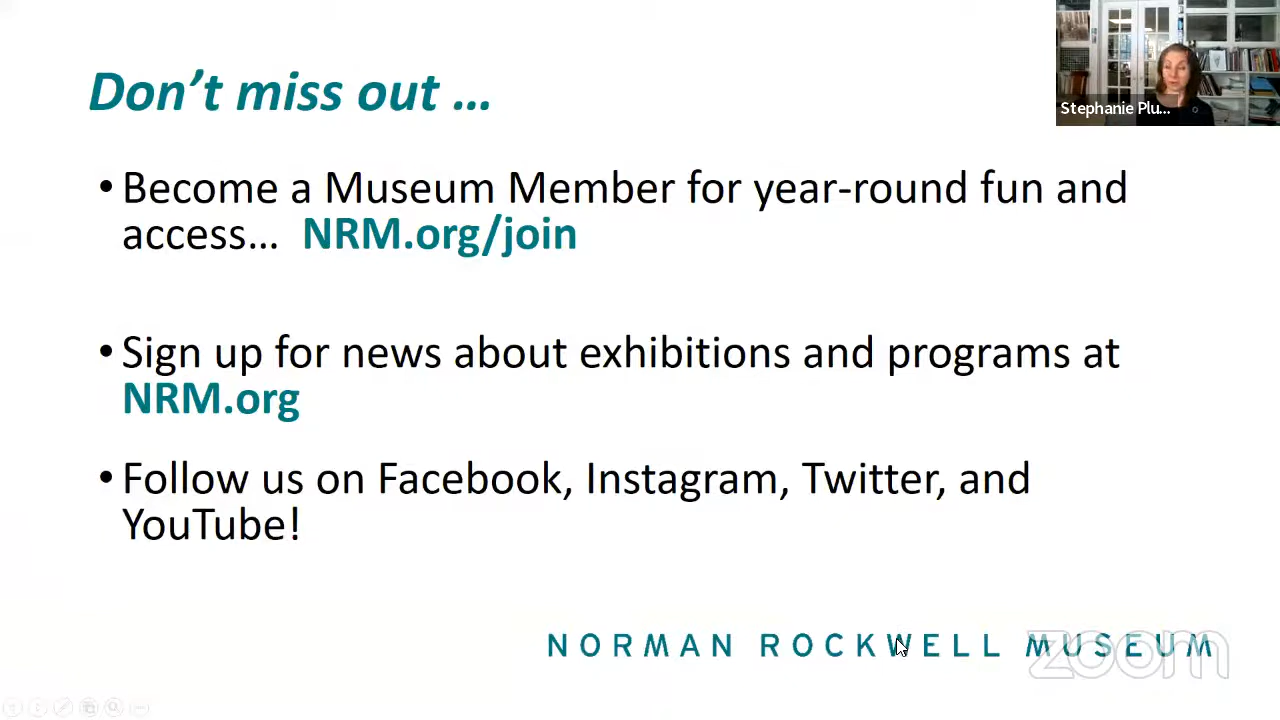 Don’t miss out …
Stephanie Plu...
• Become a Museum Member for year-round fun and
access… NRM.org/join
• Sign up for news about exhibitions and programs at
NRM.org
• Follow us on Facebook, Instagram, Twitter, and
YouTube!
NORMAN ROCKWELL MUSEUM
zoom